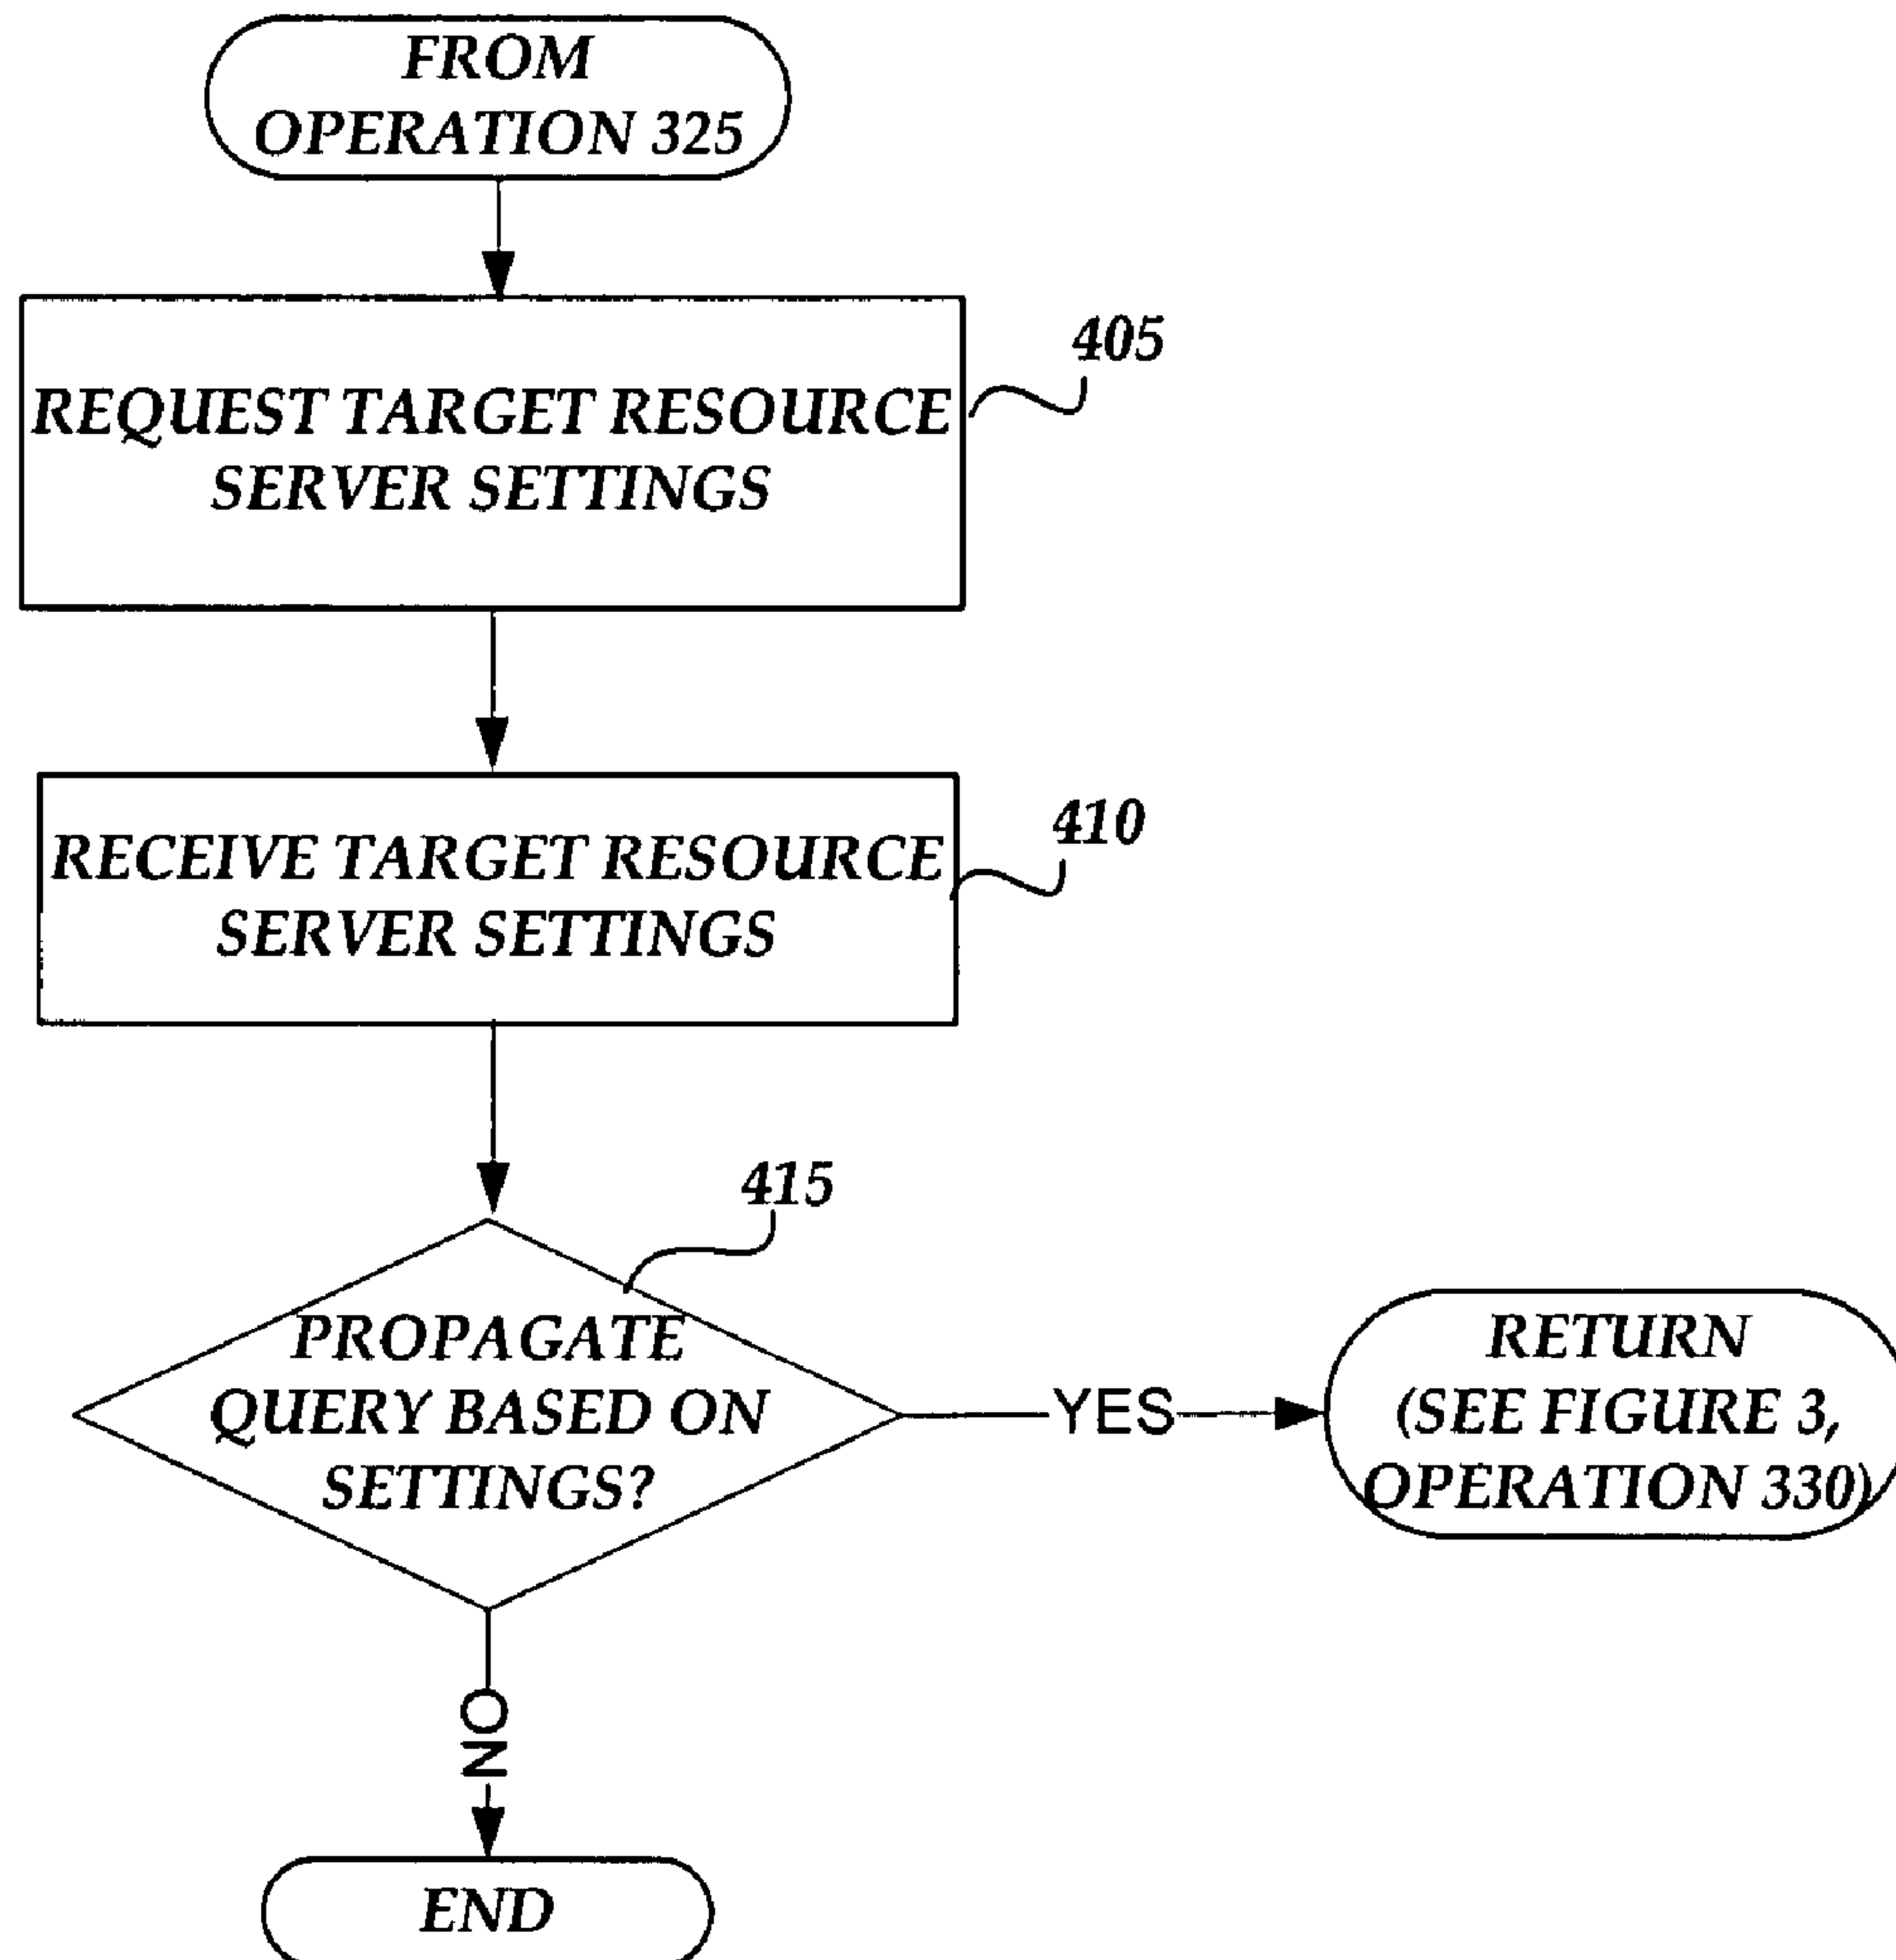 FROM
OPERATION 325
405
REQUEST TARGET RESOURCE
SERVER SETTINGS
410
RECEIVE TARGET RESOURCE
SERVER SETTINGS
415
PROPAGATE
QUERY BASED ON
SETTINGS?
YES
RETURN
(SEE FIGURE 3,
OPERATION 330)
NO
END